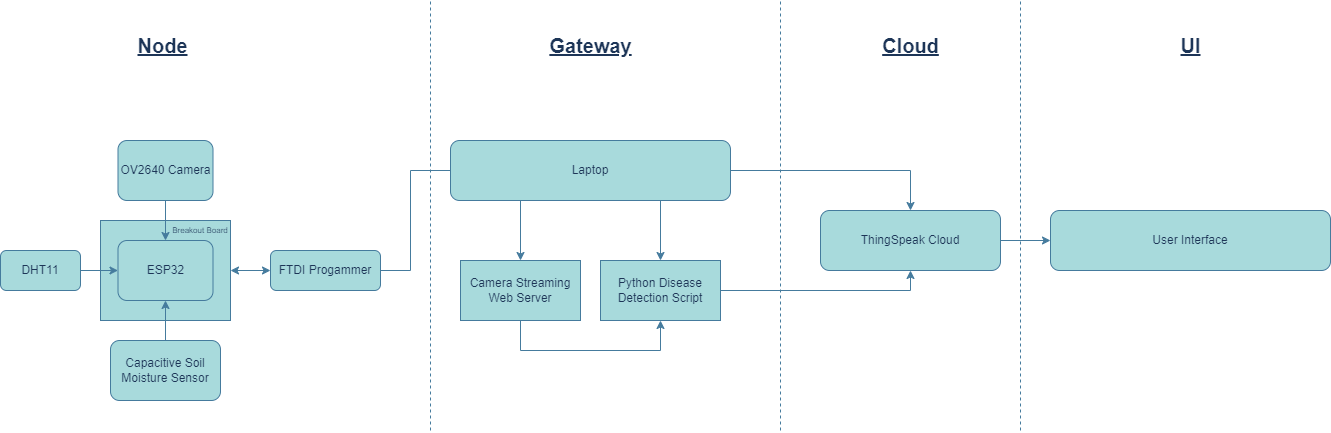 Node
Gateway
Cloud
UI
OV2640 Camera
Laptop
Breakout Board
DHT11
ESP32
FTDI Progammer
ThingSpeak Cloud
User Interface
Camera Streaming
Web Server
Python Disease
Detection Script
Capacitive Soil
Moisture Sensor